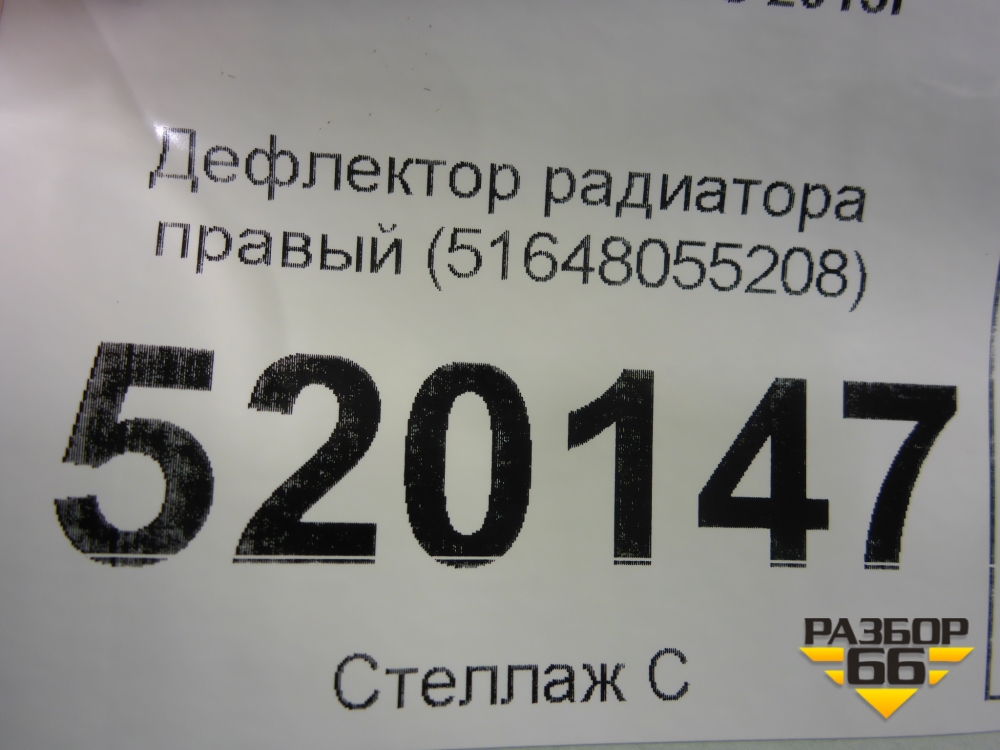 Дефлектор радиатора
правый (51648055208)
520147
Стеллаж С
РАЗБОР
66